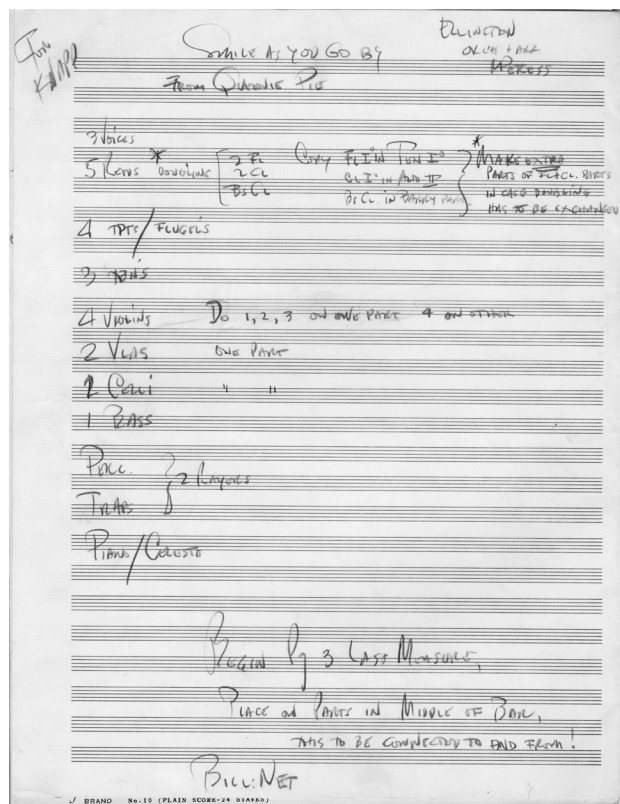 For
KNAPP
ELLINGTON
SMILE AS YOU GO BY
ORCH + ARR
MPERESS
FROM QUEENIE PIE
3 VOICES
5 REEDS * DOUBLING
2 FL
2 CL
BS CL
COPY FL I IN TEN I
CL I IN ALTO II
BS CL. IN BARRY PART
* MAKE EXTRA
PARTS OF FL + CL. PARTS
IN CASE DOUBLING
HAS TO BE EXCHANGED
4 TPTS / FLUGELS
3 TBNS
4 VIOLINS DO 1, 2, 3 ON ONE PART 4 ON OTHER
2 VLAS ONE PART
2 CELLI " "
1 BASS
PERC.
2 PLAYERS
TRAPS
PIANO / CELESTE
BEGIN Pg 3 LAST MEASURE,
PLACE ON PARTS IN MIDDLE OF BAR,
THIS TO BE CONNECTED TO AND FROM!
BILL: NET
BRAND No. 10 (PLAIN SCORE-24 STAVES)